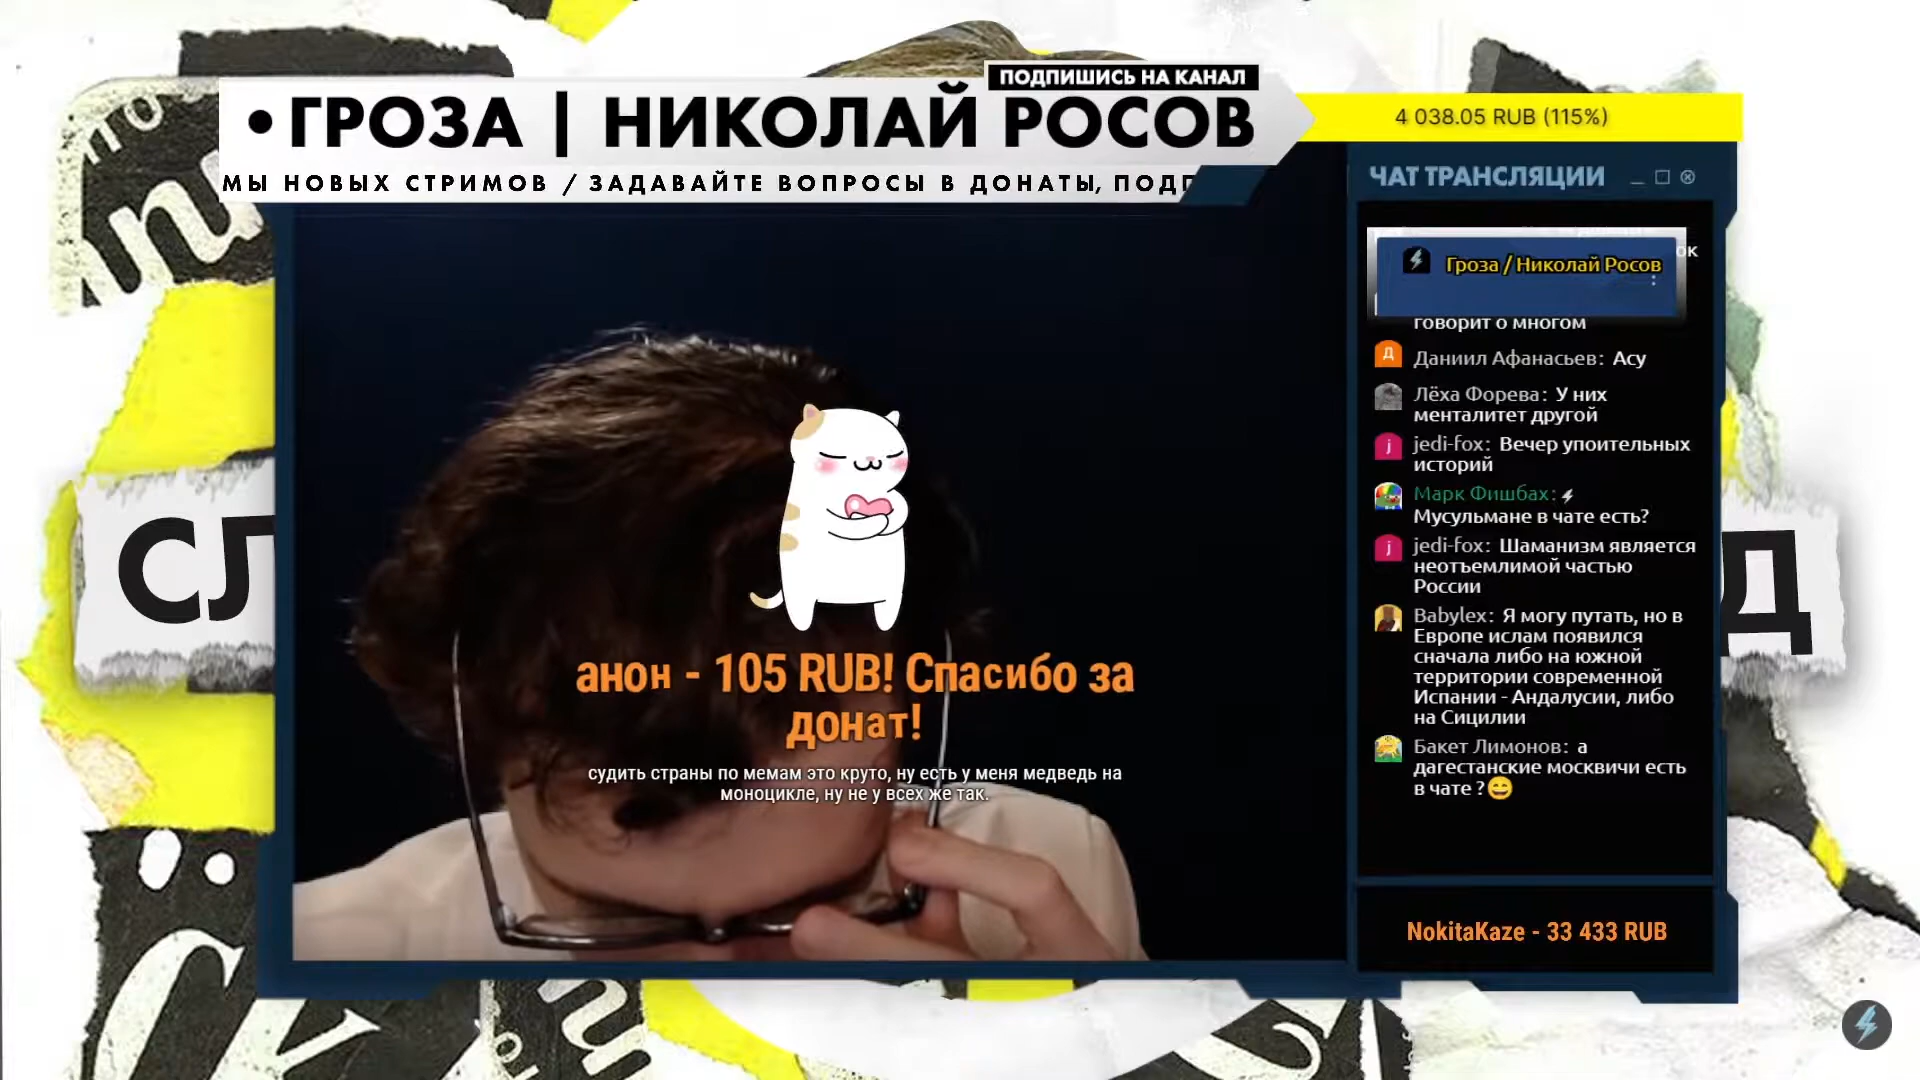 ПОДПИШИСЬ НА КАНАЛ
• ГРОЗА | НИКОЛАЙ РОСОВ
МЫ НОВЫХ СТРИМОВ / ЗАДАВАЙТЕ ВОПРОСЫ В ДОНАТЫ, ПОДП
4 038.05 RUB (115%)
ЧАТ ТРАНСЛЯЦИИ
ок
Гроза / Николай Росов
говорит о многом
Д Даниил Афанасьев: Асу
Лёха Форева: У них
менталитет другой
j jedi-fox: Вечер упоительных
историй
Марк Фишбах:
Мусульмане в чате есть?
j jedi-fox: Шаманизм является
неотъемлимой частью
России
Babylex: Я могу путать, но в
Европе ислам появился
сначала либо на южной
территории современной
Испании - Андалусии, либо
на Сицилии
Бакет Лимонов: а
дагестанские москвичи есть
в чате ?😄
NokitaKaze - 33 433 RUB
анон - 105 RUB! Спасибо за
донат!
судить страны по мемам это круто, ну есть у меня медведь на
моноцикле, ну не у всех же так.
СЛ
Д